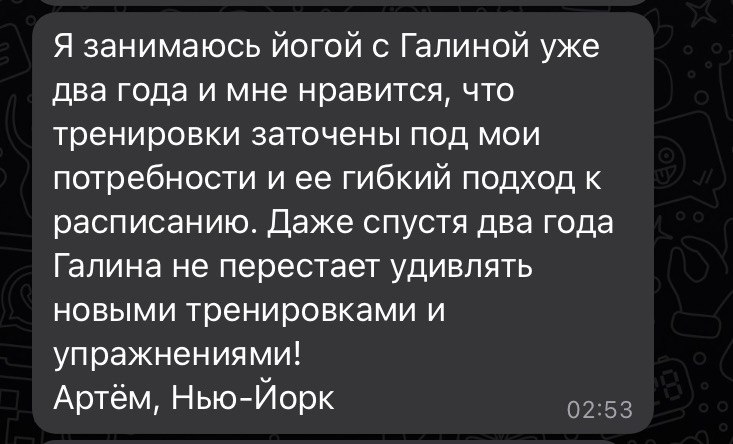 Я занимаюсь йогой с Галиной уже
два года и мне нравится, что
тренировки заточены под мои
потребности и ее гибкий подход к
расписанию. Даже спустя два года
Галина не перестает удивлять
новыми тренировками и
упражнениями!
Артём, Нью-Йорк
02:53